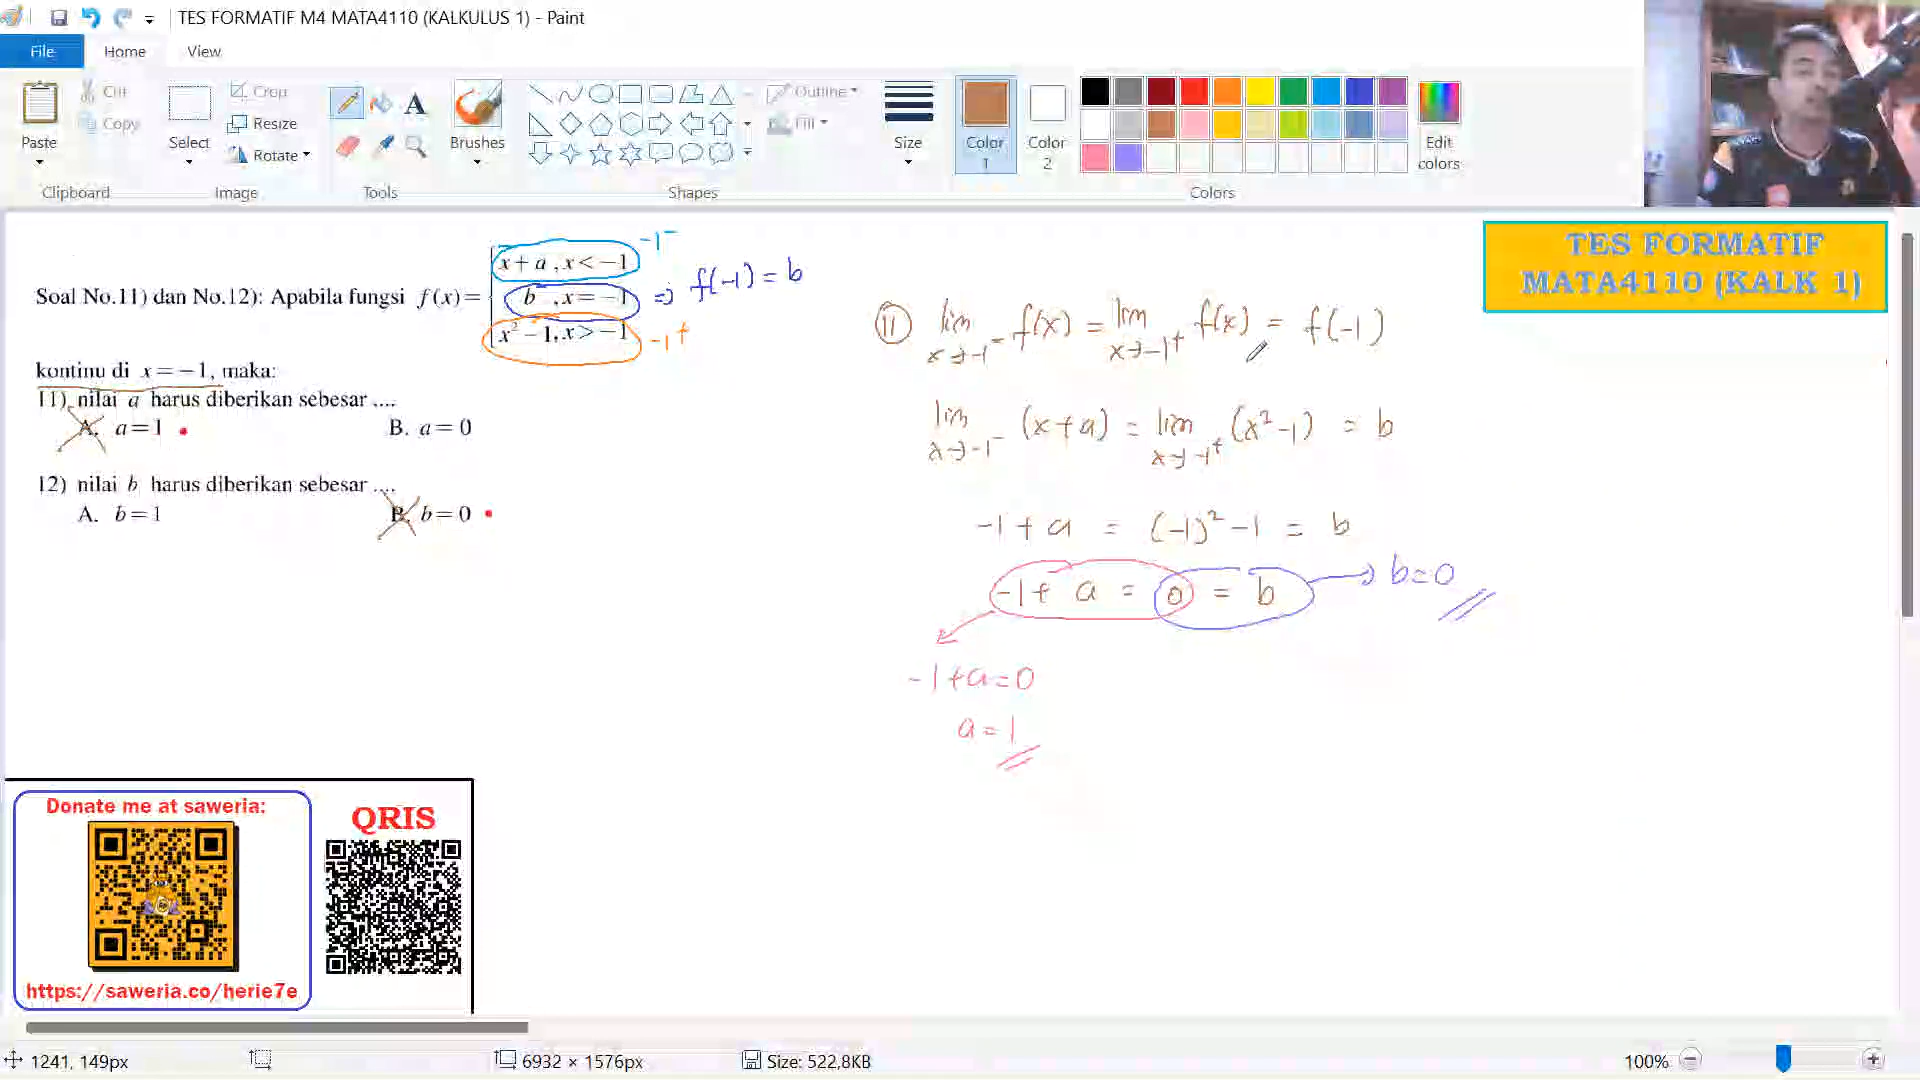 TES FORMATIF M4 MATA4110 (KALKULUS 1) - Paint
File Home View
Paste
Cut
Copy
Clipboard
Select
Crop
Resize
Rotate
Image
Tools
Brushes
Shapes
Outline
Fill
Size
Color 1
Color 2
Edit colors
Colors
TES FORMATIF
MATA4110 (KALK 1)
Soal No.11) dan No.12): Apabila fungsi f(x) =
x + a , x < −1
b , x = −1
x² − 1, x > −1
-1⁻
⇒ f(-1) = b
-1⁺
kontinu di x = −1, maka:
11) nilai a harus diberikan sebesar ....
A. a = 1 B. a = 0
12) nilai b harus diberikan sebesar ....
A. b = 1 B. b = 0
11 lim x→-1⁻ f(x) = lim x→-1⁺ f(x) = f(-1)
lim x→-1⁻ (x+a) = lim x→-1⁺ (x²-1) = b
-1 + a = (-1)² -1 = b
-1 + a = 0 = b → b=0
-1+a=0
a=1
Donate me at saweria:
https://saweria.co/herie7e
QRIS
1241, 149px 6932 × 1576px Size: 522,8KB 100%